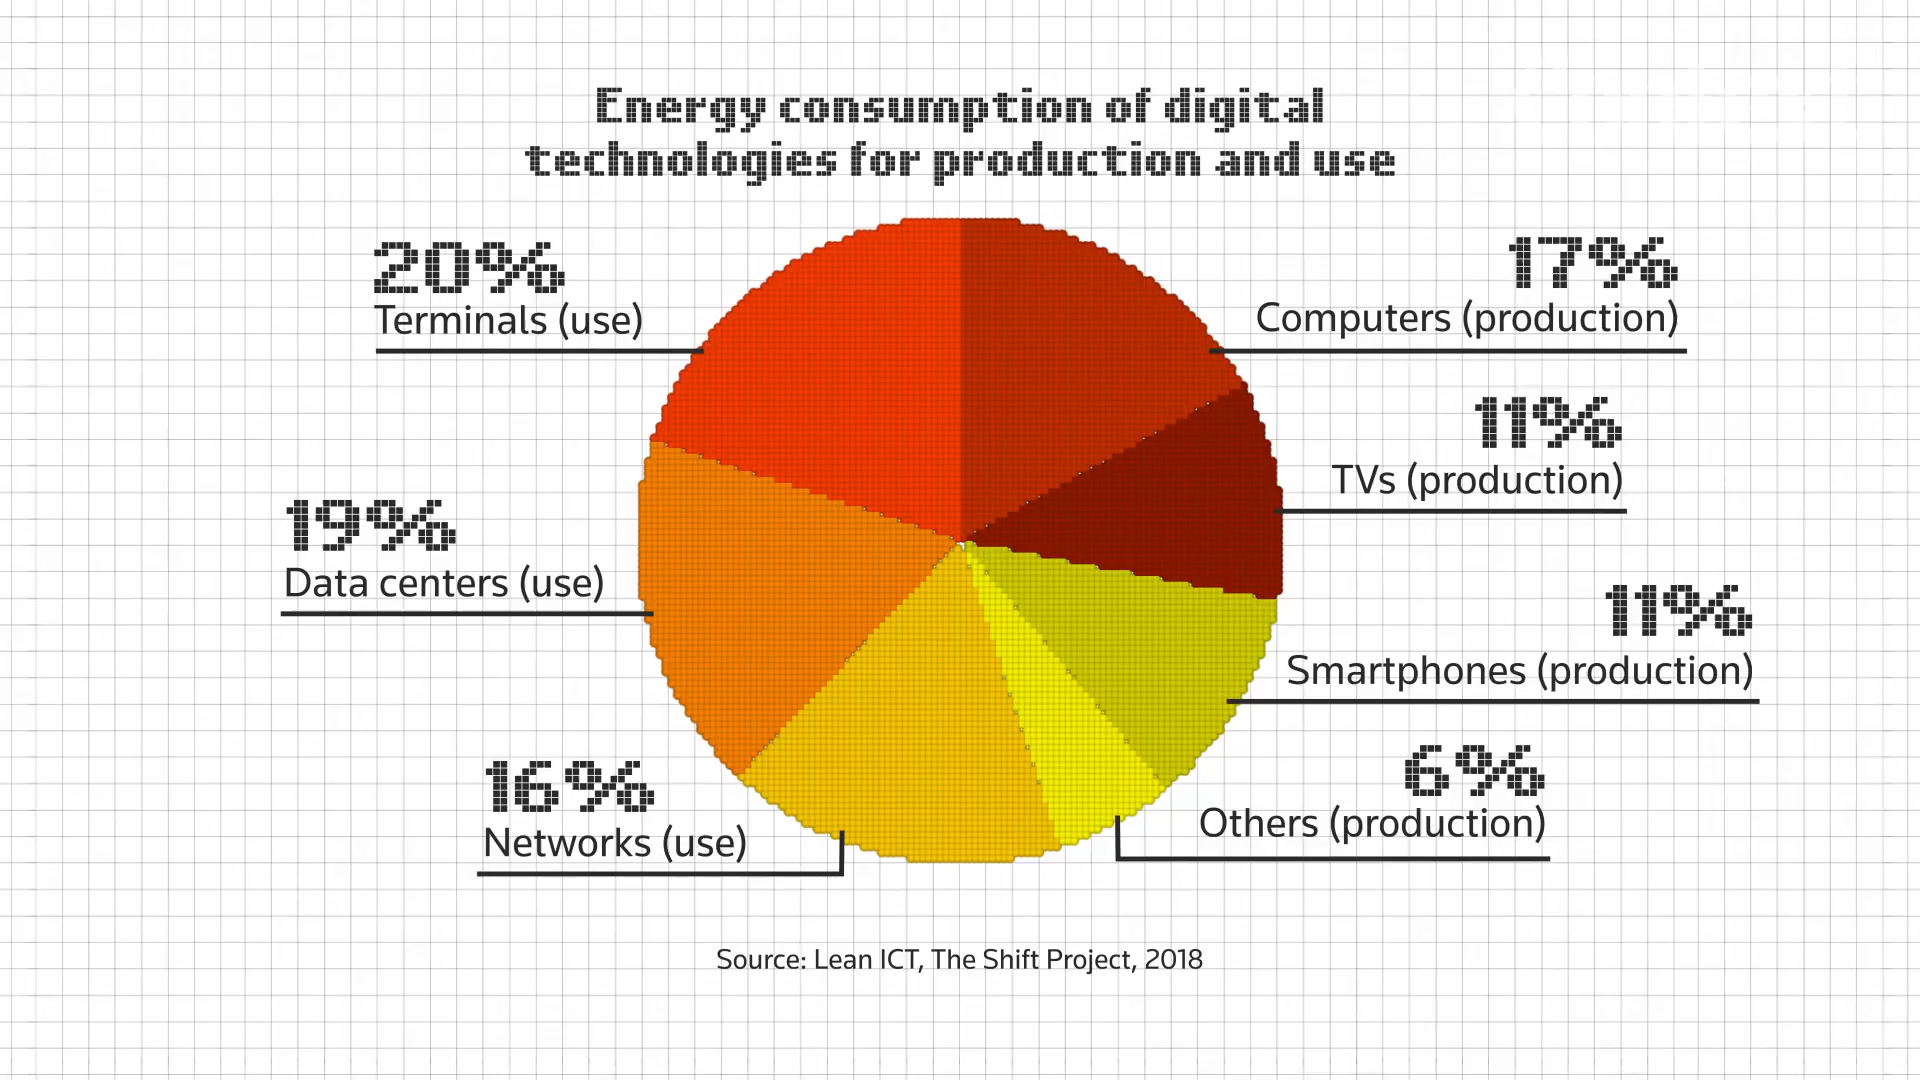 Energy consumption of digital
technologies for production and use
20%
Terminals (use)
17%
Computers (production)
11%
TVs (production)
19%
Data centers (use)
11%
Smartphones (production)
16%
Networks (use)
6%
Others (production)
Source: Lean ICT, The Shift Project, 2018